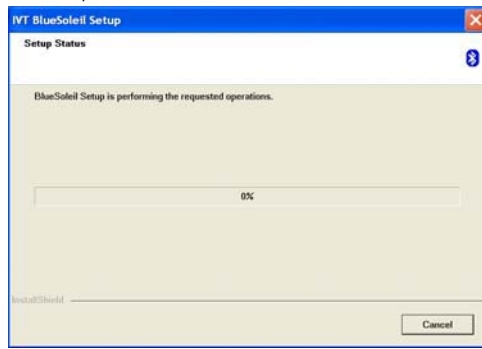 IVT BlueSoleil Setup
Setup Status
BlueSoleil Setup is performing the requested operations.
0%
InstallShield
Cancel